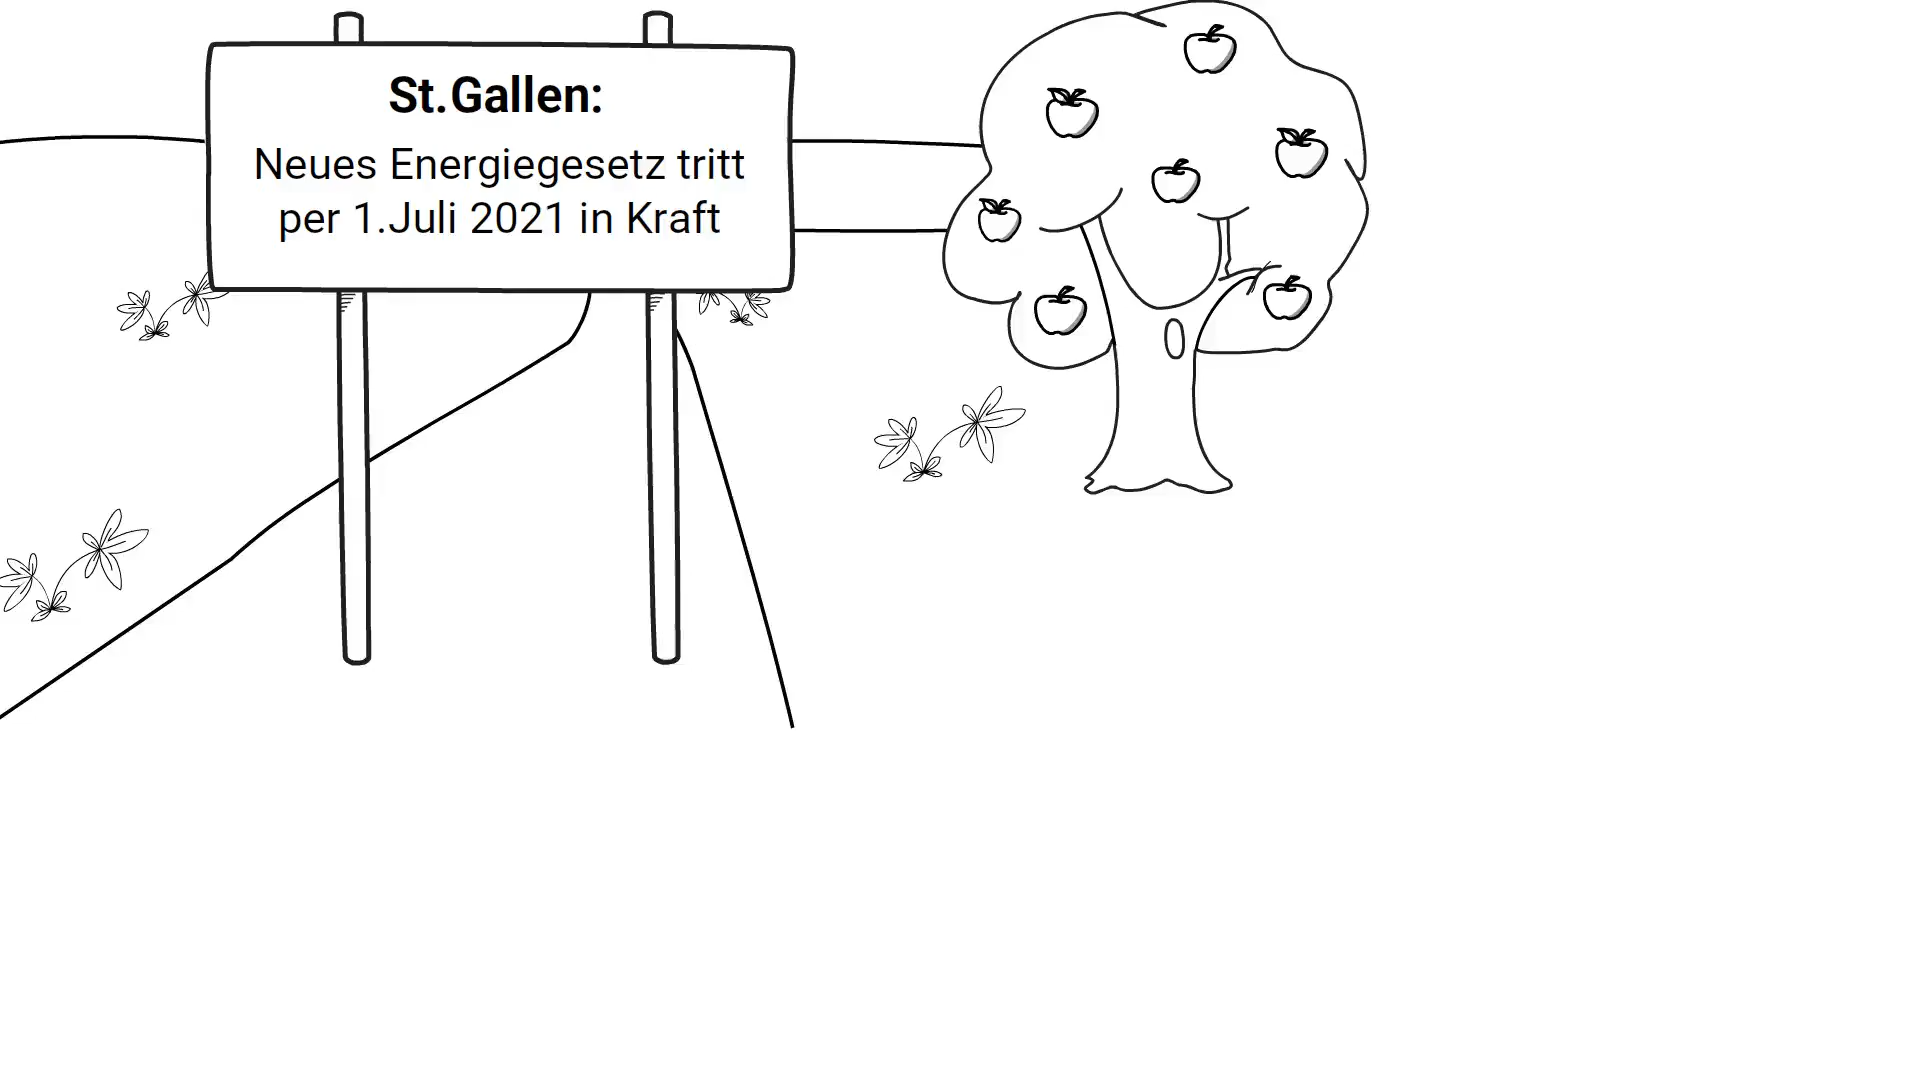 St.Gallen:
Neues Energiegesetz tritt
per 1.Juli 2021 in Kraft